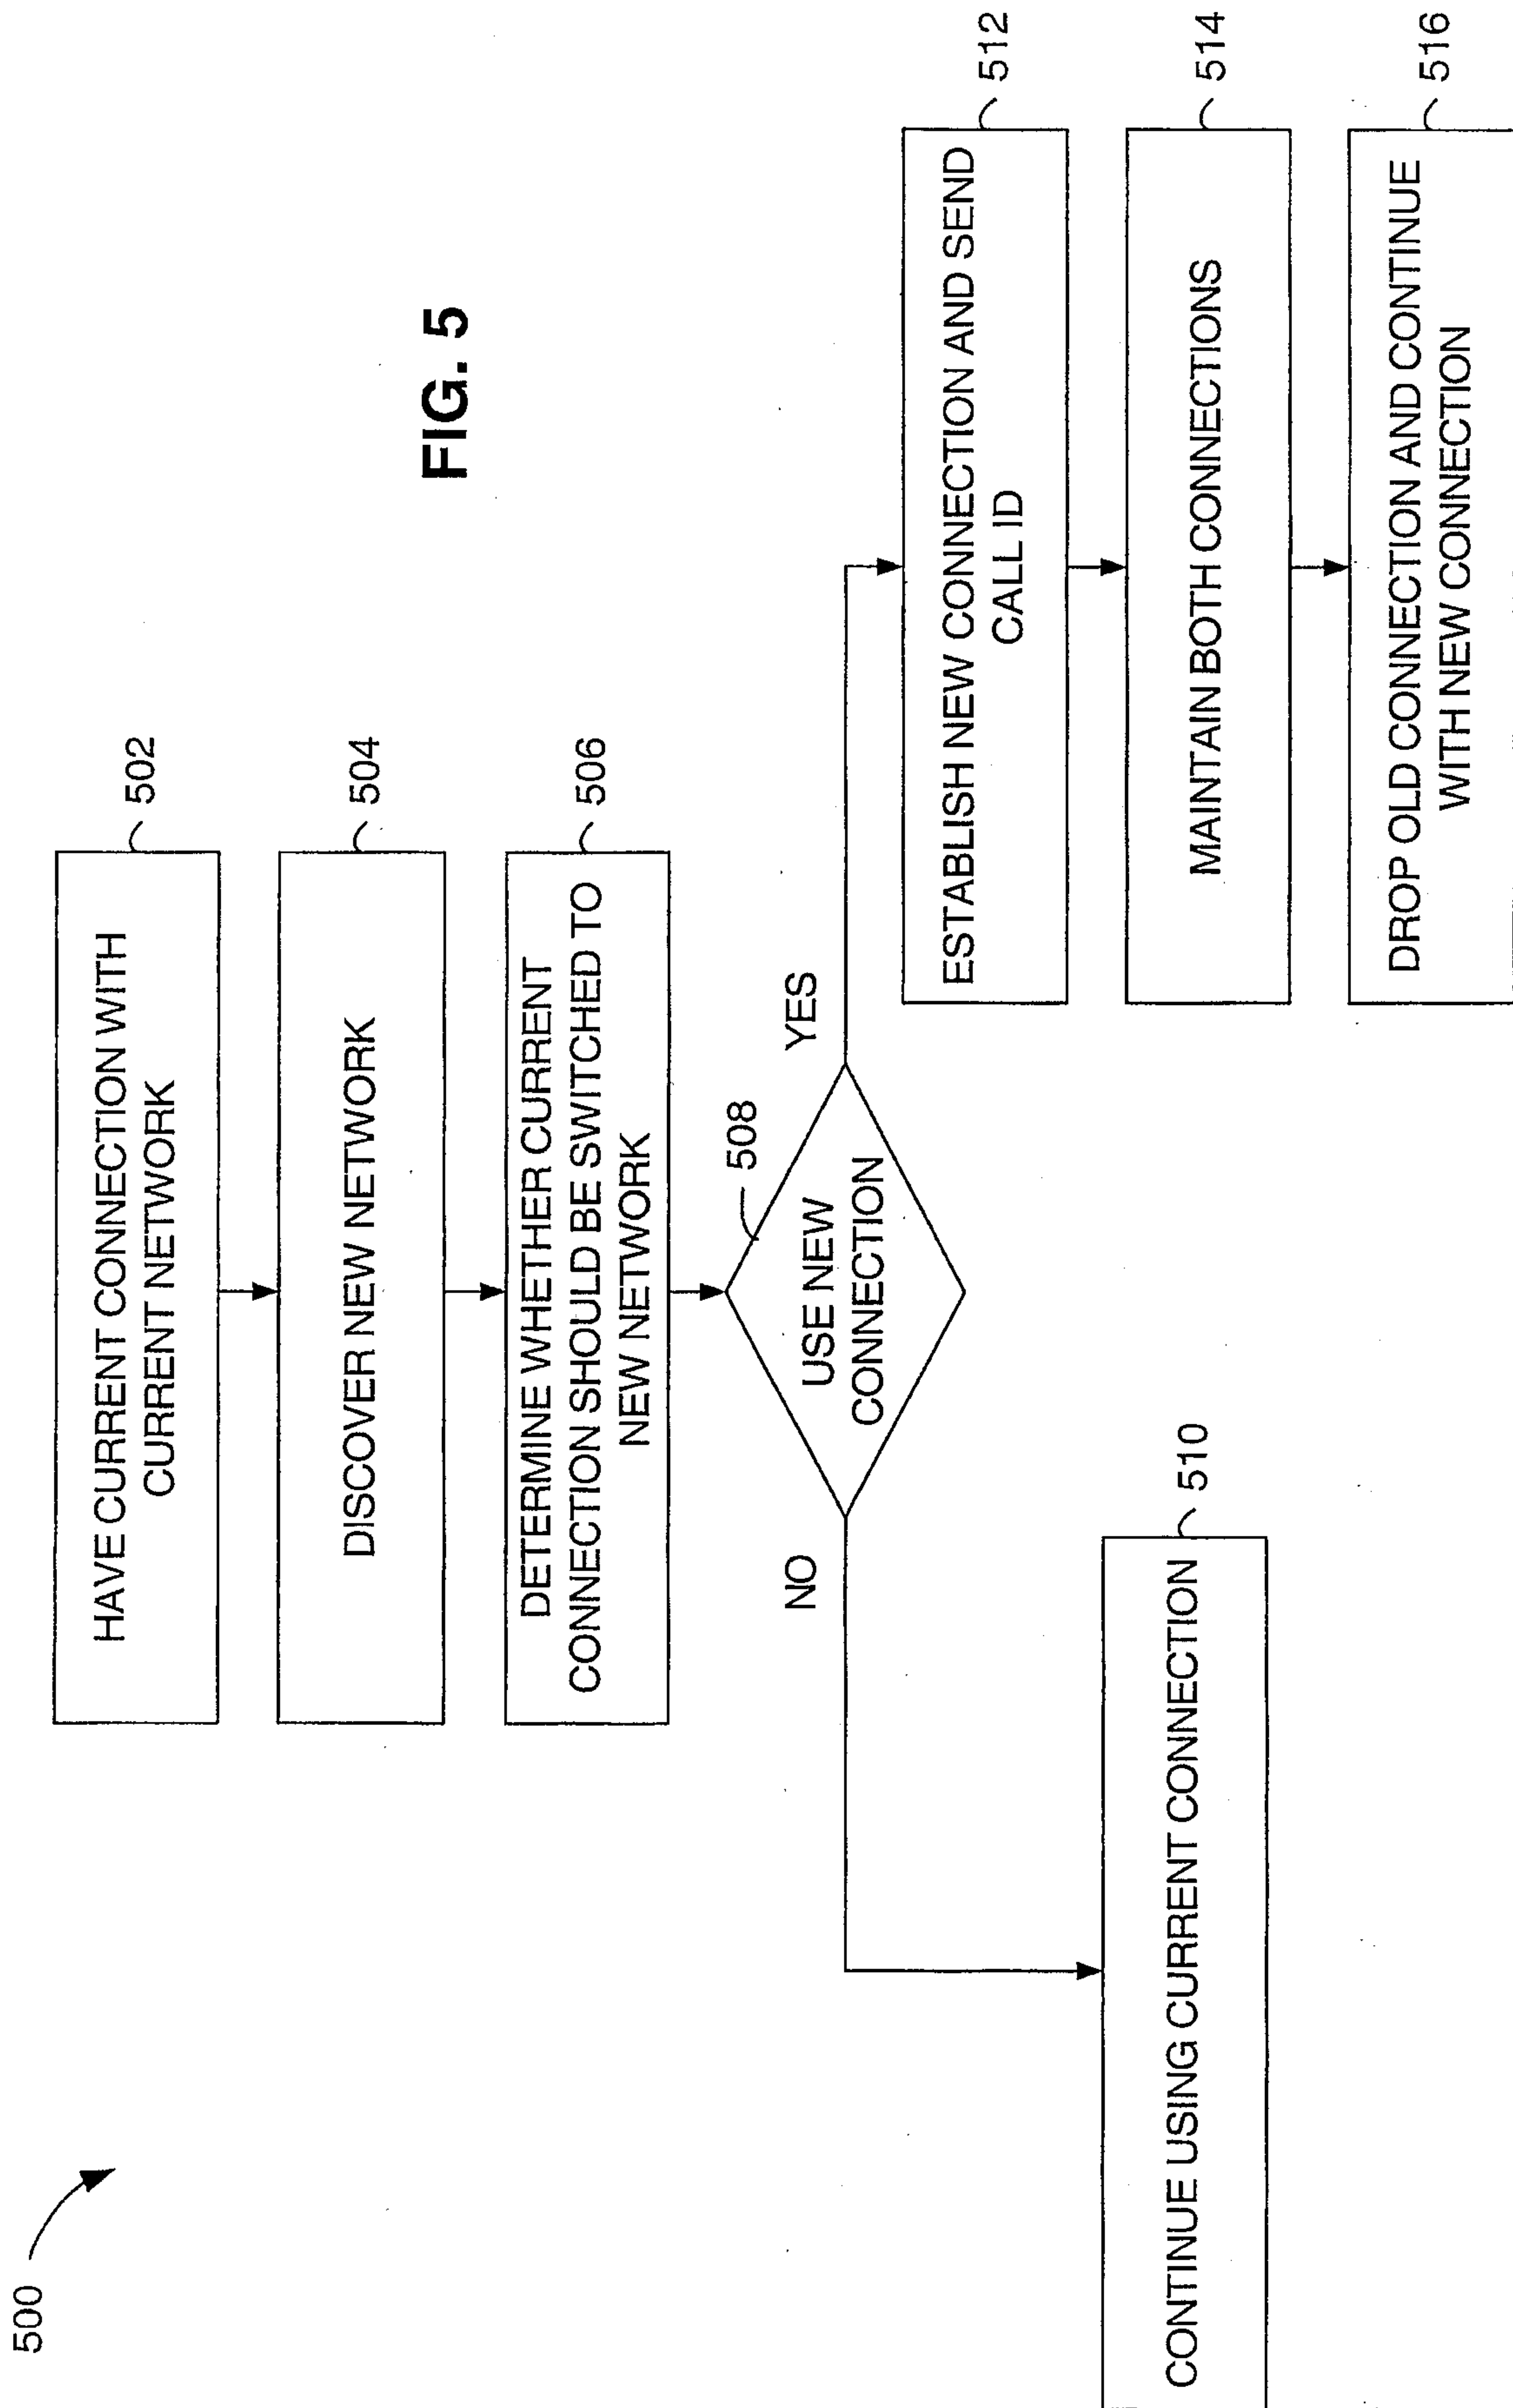 500
HAVE CURRENT CONNECTION WITH
CURRENT NETWORK
502
DISCOVER NEW NETWORK
504
DETERMINE WHETHER CURRENT
CONNECTION SHOULD BE SWITCHED TO
NEW NETWORK
506
FIG. 5
508
USE NEW
CONNECTION
NO
YES
CONTINUE USING CURRENT CONNECTION
510
ESTABLISH NEW CONNECTION AND SEND
CALL ID
512
MAINTAIN BOTH CONNECTIONS
514
DROP OLD CONNECTION AND CONTINUE
WITH NEW CONNECTION
516